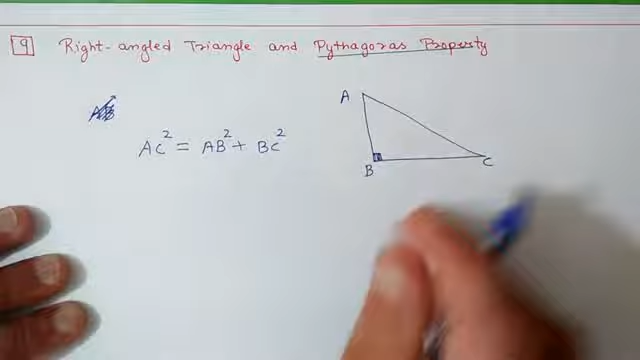 9 Right-angled Triangle and Pythagoras Property
A
AC² = AB² + BC²
B
C